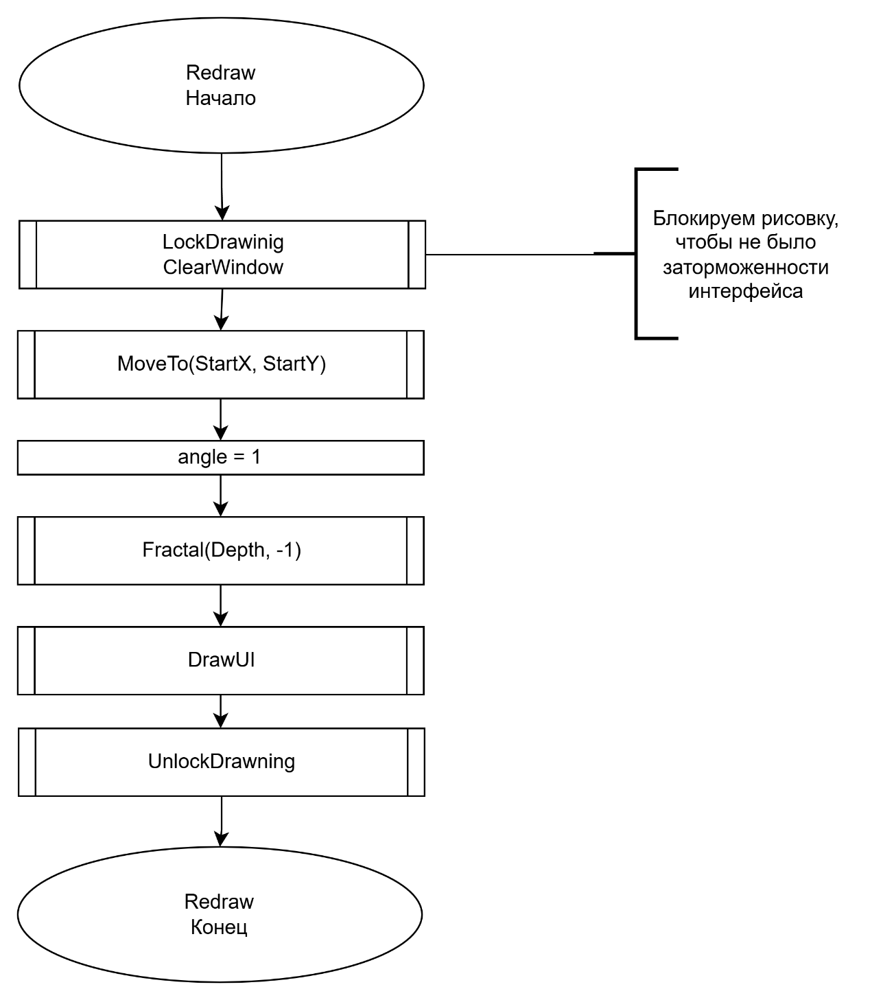 Redraw
Начало
LockDrawinig
ClearWindow
Блокируем рисовку,
чтобы не было
заторможенности
интерфейса
MoveTo(StartX, StartY)
angle = 1
Fractal(Depth, -1)
DrawUI
UnlockDrawning
Redraw
Конец